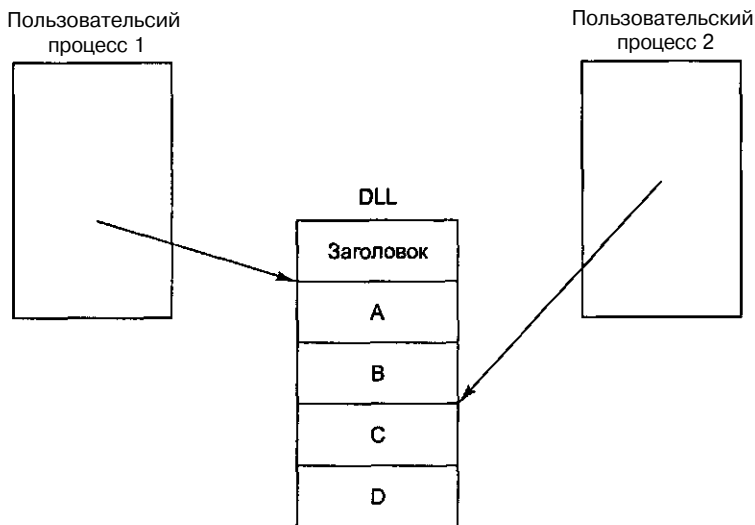 Пользовательсий
процесс 1
Пользовательский
процесс 2
DLL
Заголовок
A
B
C
D